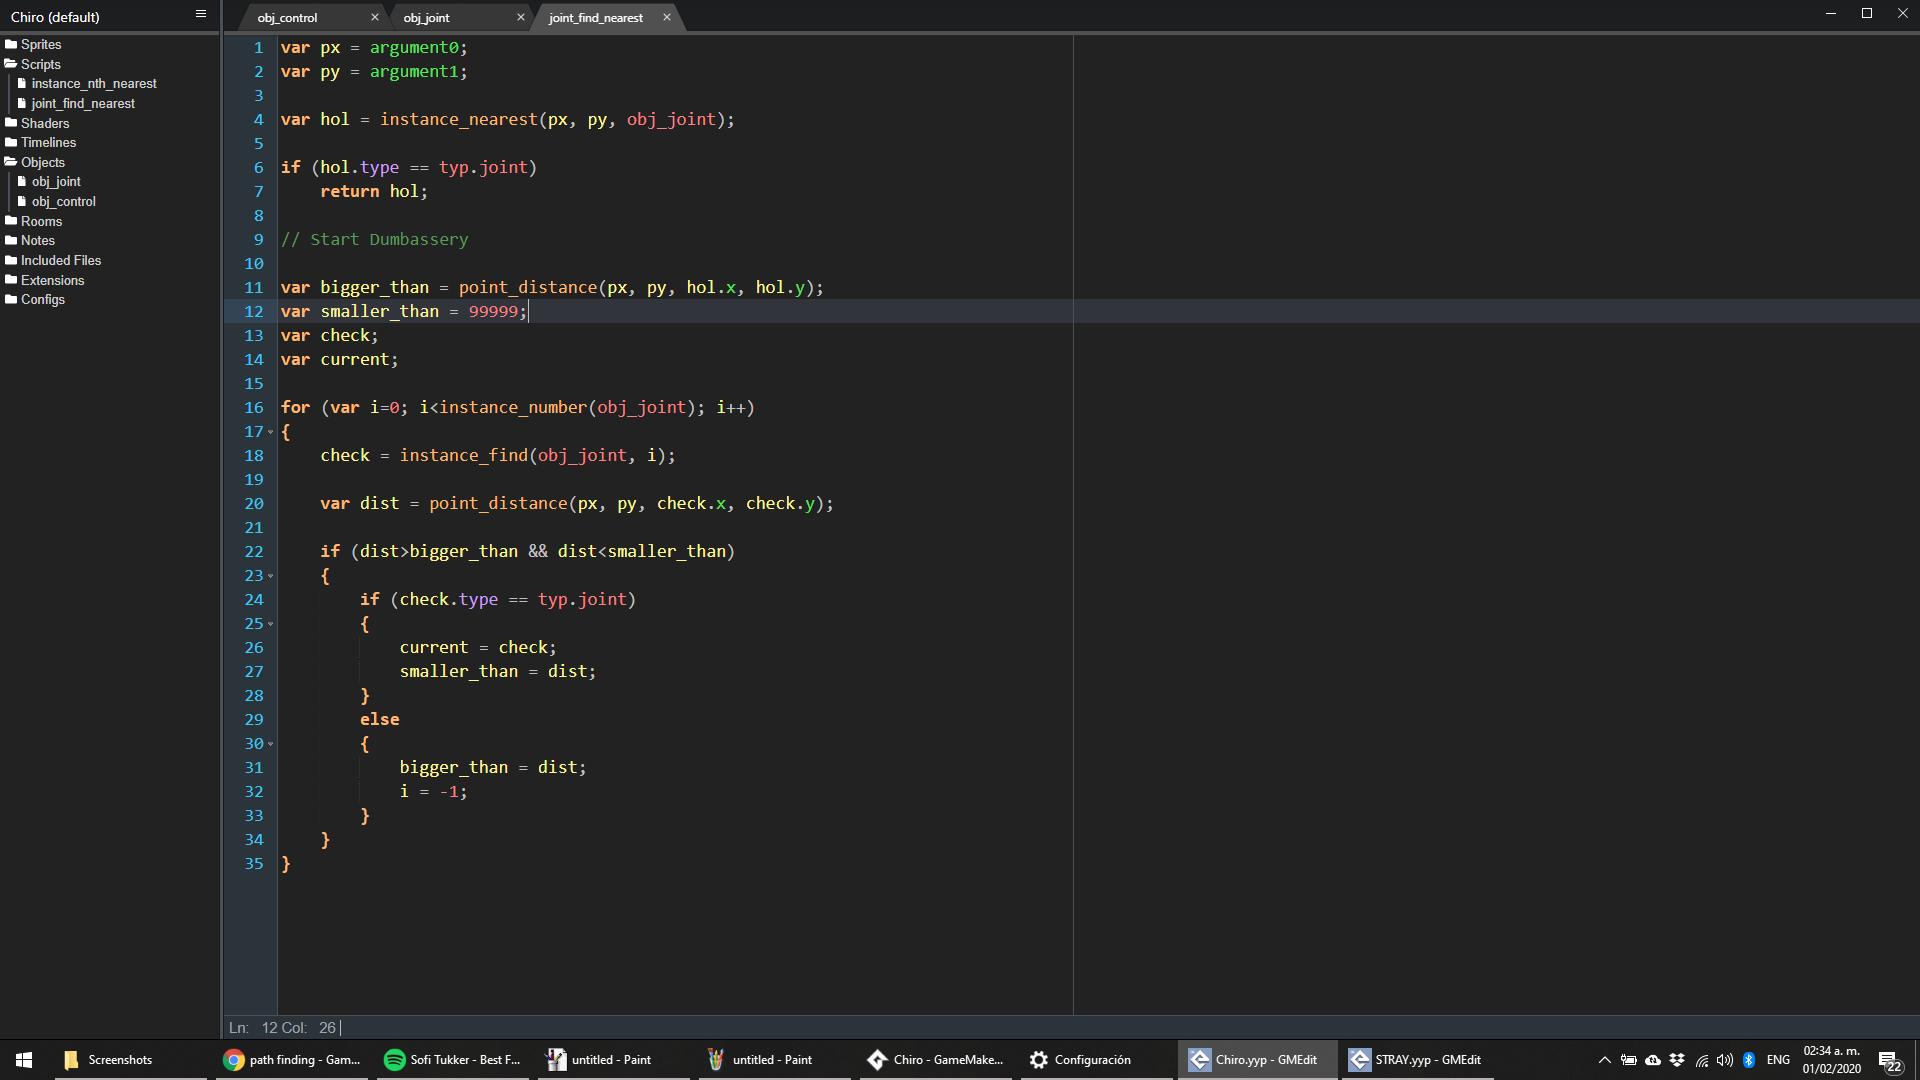 Chiro (default)
obj_control
obj_joint
joint_find_nearest
Sprites
Scripts
instance_nth_nearest
joint_find_nearest
Shaders
Timelines
Objects
obj_joint
obj_control
Rooms
Notes
Included Files
Extensions
Configs
1 var px = argument0;
2 var py = argument1;
3
4 var hol = instance_nearest(px, py, obj_joint);
5
6 if (hol.type == typ.joint)
7 return hol;
8
9 // Start Dumbassery
10
11 var bigger_than = point_distance(px, py, hol.x, hol.y);
12 var smaller_than = 99999;
13 var check;
14 var current;
15
16 for (var i=0; i<instance_number(obj_joint); i++)
17 {
18 check = instance_find(obj_joint, i);
19
20 var dist = point_distance(px, py, check.x, check.y);
21
22 if (dist>bigger_than && dist<smaller_than)
23 {
24 if (check.type == typ.joint)
25 {
26 current = check;
27 smaller_than = dist;
28 }
29 else
30 {
31 bigger_than = dist;
32 i = -1;
33 }
34 }
35 }
Ln: 12 Col: 26
Screenshots
path finding - Gam...
Sofi Tukker - Best F...
untitled - Paint
untitled - Paint
Chiro - GameMake...
Configuración
Chiro.yyp - GMEdit
STRAY.yyp - GMEdit
ENG
02:34 a. m.
01/02/2020
22